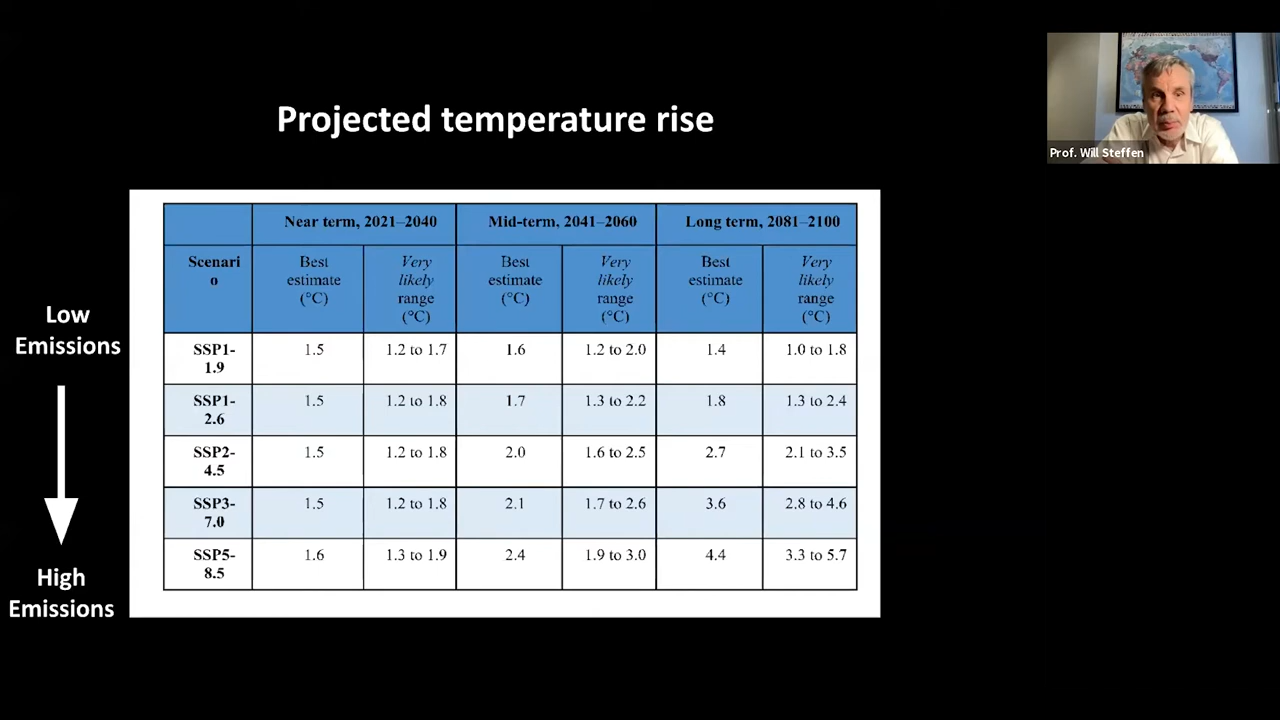 Projected temperature rise
Prof. Will Steffen
Near term, 2021–2040 Mid-term, 2041–2060 Long term, 2081–2100
Scenari
o
Best
estimate
(°C)
Very
likely
range
(°C)
Best
estimate
(°C)
Very
likely
range
(°C)
Best
estimate
(°C)
Very
likely
range
(°C)
Low
Emissions
SSP1-
1.9
1.5 1.2 to 1.7 1.6 1.2 to 2.0 1.4 1.0 to 1.8
SSP1-
2.6
1.5 1.2 to 1.8 1.7 1.3 to 2.2 1.8 1.3 to 2.4
SSP2-
4.5
1.5 1.2 to 1.8 2.0 1.6 to 2.5 2.7 2.1 to 3.5
SSP3-
7.0
1.5 1.2 to 1.8 2.1 1.7 to 2.6 3.6 2.8 to 4.6
SSP5-
8.5
1.6 1.3 to 1.9 2.4 1.9 to 3.0 4.4 3.3 to 5.7
High
Emissions